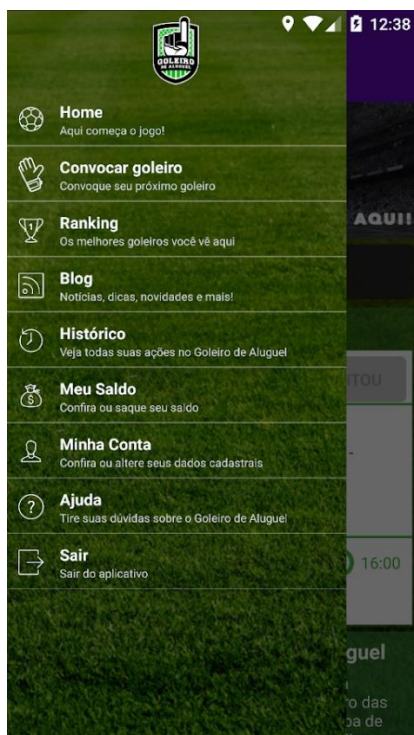 12:38
GOLEIRO
DE ALUGUEL
Home
Aqui começa o jogo!
Convocar goleiro
Convoque seu próximo goleiro
AQUI!
Ranking
Os melhores goleiros você vê aqui
Blog
Notícias, dicas, novidades e mais!
Histórico
Veja todas suas ações no Goleiro de Aluguel
ITOU
Meu Saldo
Confira ou saque seu saldo
Minha Conta
Confira ou altere seus dados cadastrais
-
Ajuda
Tire suas dúvidas sobre o Goleiro de Aluguel
Sair
Sair do aplicativo
16:00
guel
ro das
pa de